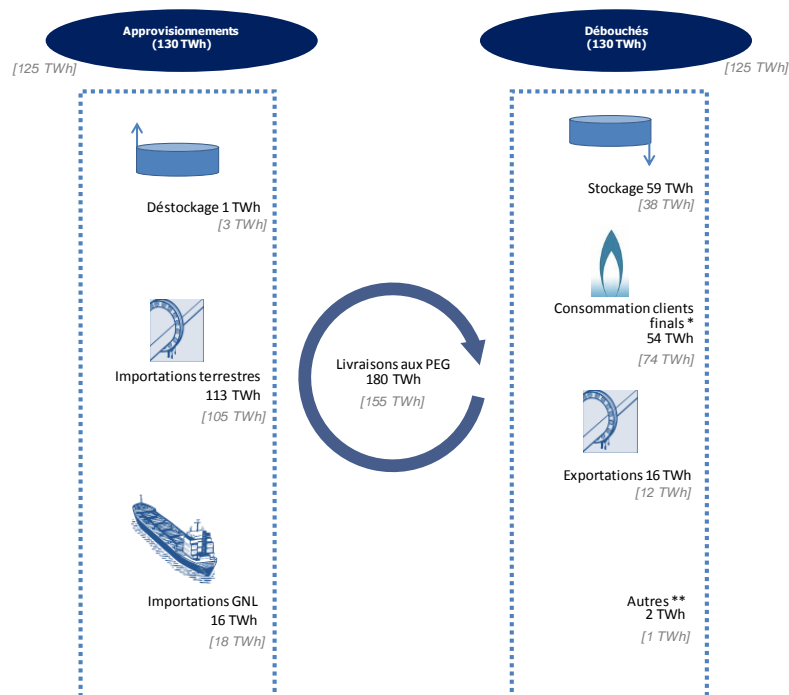 Approvisionnements
(130 TWh)
[125 TWh]
Déstockage 1 TWh
[3 TWh]
Importations terrestres
113 TWh
[105 TWh]
Importations GNL
16 TWh
[18 TWh]
Livraisons aux PEG
180 TWh
[155 TWh]
Débouchés
(130 TWh)
[125 TWh]
Stockage 59 TWh
[38 TWh]
Consommation clients
finals *
54 TWh
[74 TWh]
Exportations 16 TWh
[12 TWh]
Autres **
2 TWh
[1 TWh]